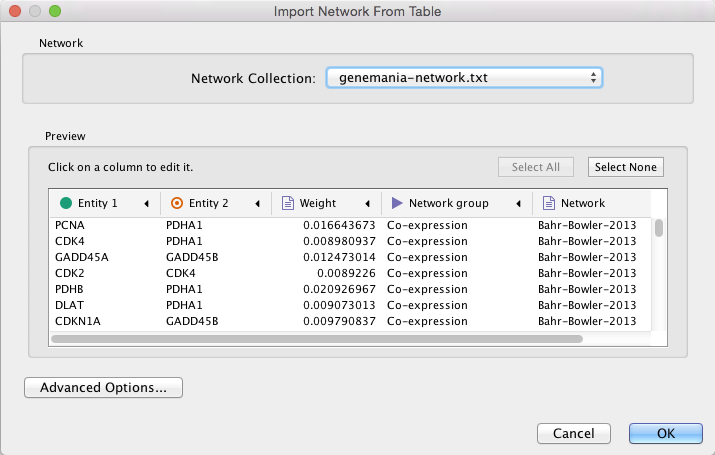 Import Network From Table
Network
Network Collection: genemania-network.txt
Preview
Click on a column to edit it. Select All Select None
Entity 1 Entity 2 Weight Network group Network
PCNA PDHA1 0.016643673 Co-expression Bahr-Bowler-2013
CDK4 PDHA1 0.008980937 Co-expression Bahr-Bowler-2013
GADD45A GADD45B 0.012473014 Co-expression Bahr-Bowler-2013
CDK2 CDK4 0.0089226 Co-expression Bahr-Bowler-2013
PDHB PDHA1 0.020926967 Co-expression Bahr-Bowler-2013
DLAT PDHA1 0.009073013 Co-expression Bahr-Bowler-2013
CDKN1A GADD45B 0.009790837 Co-expression Bahr-Bowler-2013
Advanced Options...
Cancel OK